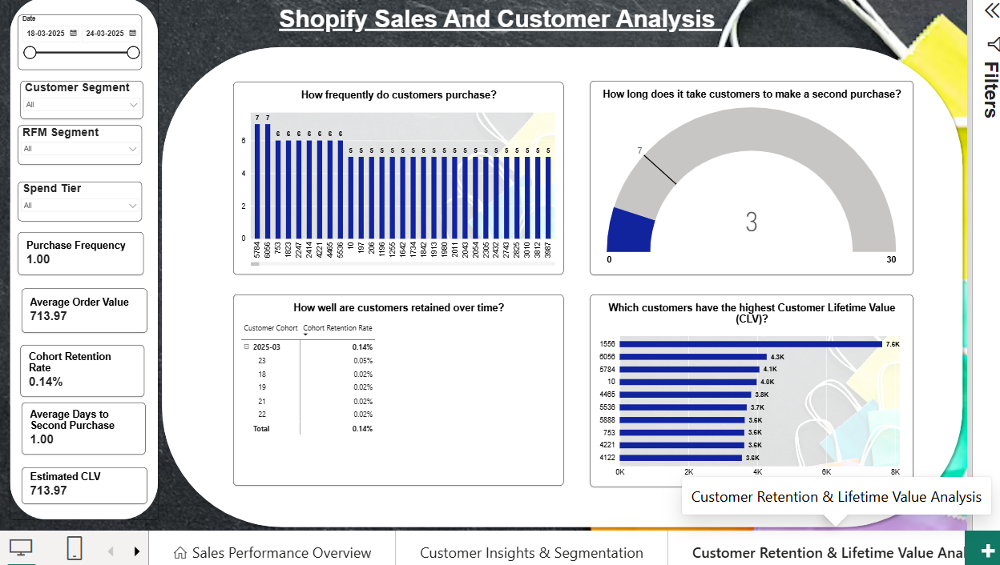 Shopify Sales And Customer Analysis
Date
18-03-2025 24-03-2025
Customer Segment
All
RFM Segment
All
Spend Tier
All
Purchase Frequency
1.00
Average Order Value
713.97
Cohort Retention
Rate
0.14%
Average Days to
Second Purchase
1.00
Estimated CLV
713.97
How frequently do customers purchase?
7 7 6 6 6 6 6 6 6 5 5 5 5 5 5 5 5 5 5 5 5 5 5 5 5 5 5 5 5
6
4
2
0
5784 6056 753 1823 2247 2414 4221 4465 5536 10 197 206 1196 1255 1642 1734 1842 1913 1980 2011 2043 2054 2305 2432 2743 2825 3010 3812 3987
How long does it take customers to make a second purchase?
7
3
0 30
How well are customers retained over time?
Customer Cohort Cohort Retention Rate
2025-03 0.14%
23 0.05%
18 0.02%
19 0.02%
21 0.02%
22 0.02%
Total 0.14%
Which customers have the highest Customer Lifetime Value
(CLV)?
1556 7.6K
6056 4.3K
5784 4.1K
10 4.0K
4465 3.8K
5536 3.7K
5888 3.6K
753 3.6K
4221 3.6K
4122 3.6K
0K 2K 4K 6K 8K
Filters
Customer Retention & Lifetime Value Analysis
Sales Performance Overview
Customer Insights & Segmentation
Customer Retention & Lifetime Value Ana